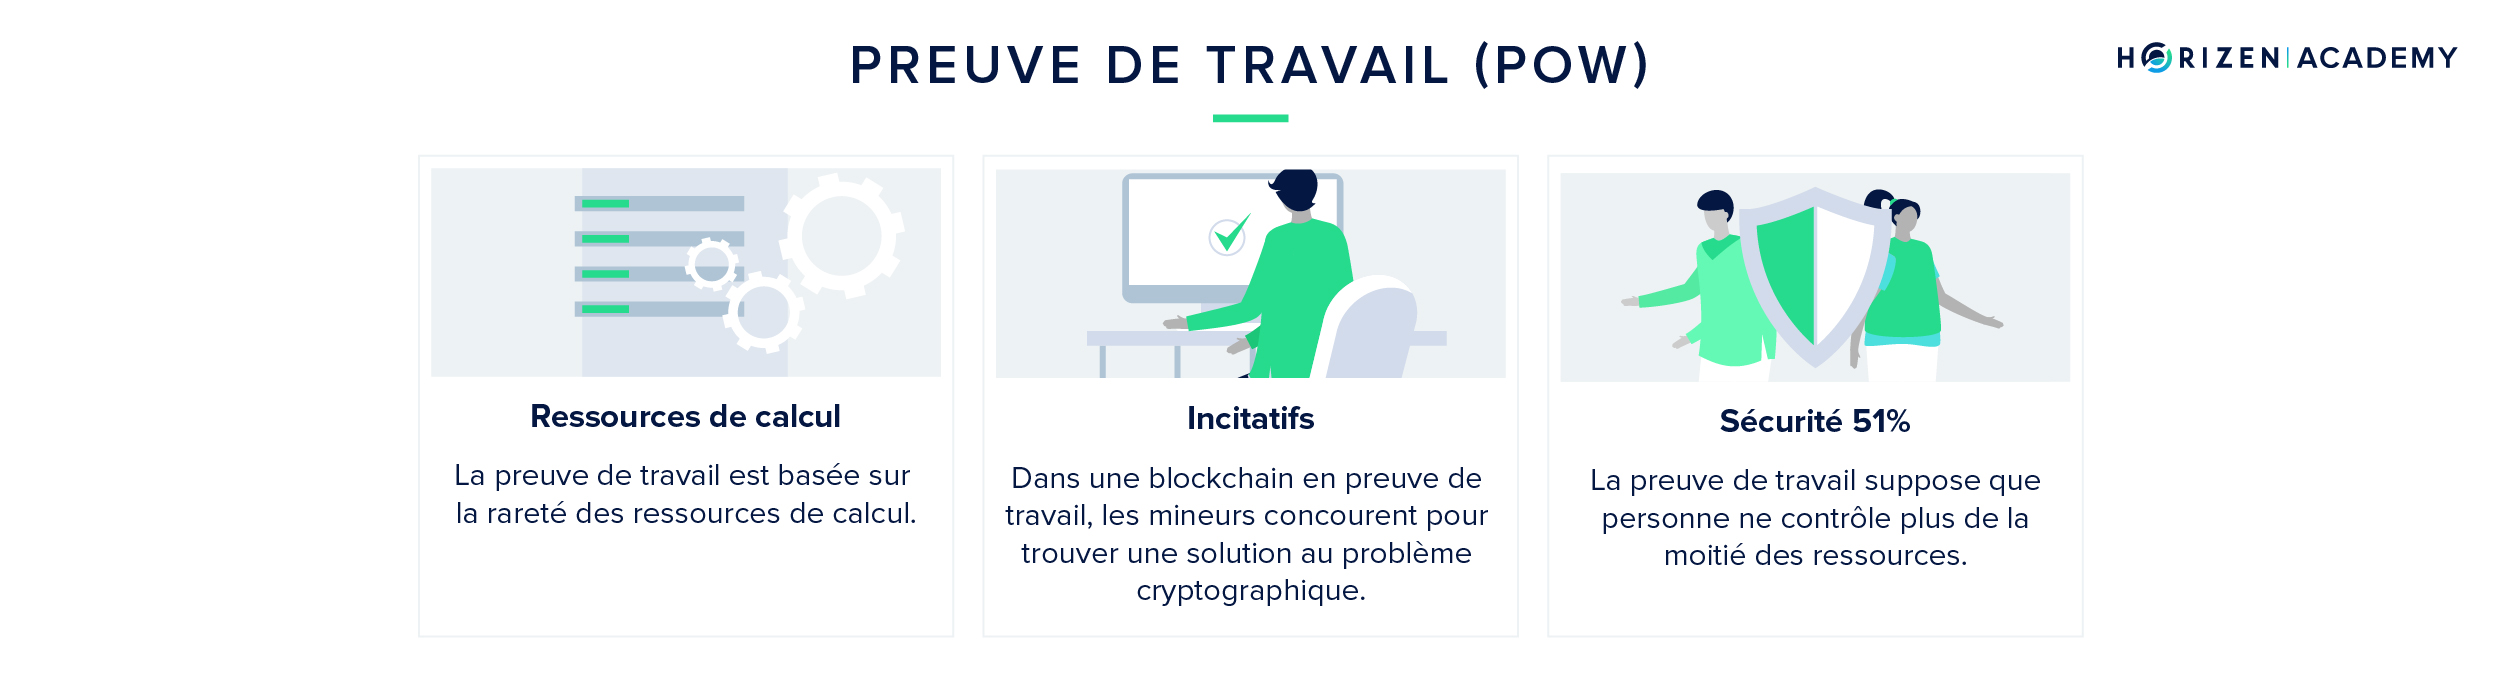 PREUVE DE TRAVAIL (POW)
HORIZEN | ACADEMY
Ressources de calcul
La preuve de travail est basée sur
la rareté des ressources de calcul.
Incitatifs
Dans une blockchain en preuve de
travail, les mineurs concourent pour
trouver une solution au problème
cryptographique.
Sécurité 51%
La preuve de travail suppose que
personne ne contrôle plus de la
moitié des ressources.